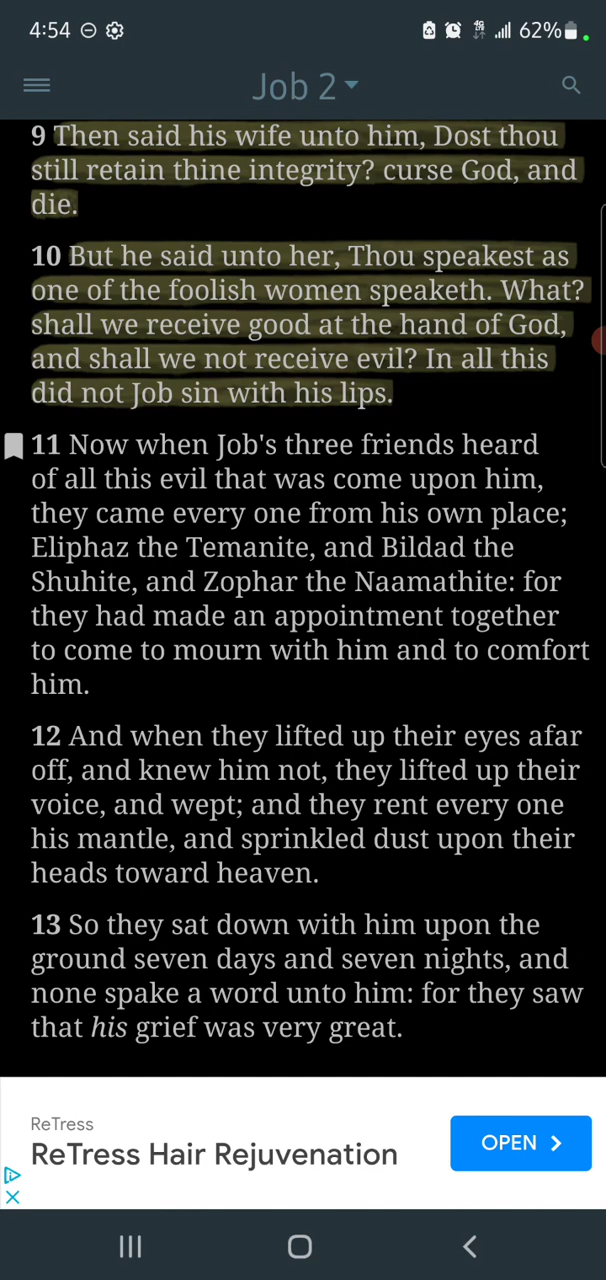 4:54 4G 62%
Job 2
9 Then said his wife unto him, Dost thou
still retain thine integrity? curse God, and
die.
10 But he said unto her, Thou speakest as
one of the foolish women speaketh. What?
shall we receive good at the hand of God,
and shall we not receive evil? In all this
did not Job sin with his lips.
11 Now when Job's three friends heard
of all this evil that was come upon him,
they came every one from his own place;
Eliphaz the Temanite, and Bildad the
Shuhite, and Zophar the Naamathite: for
they had made an appointment together
to come to mourn with him and to comfort
him.
12 And when they lifted up their eyes afar
off, and knew him not, they lifted up their
voice, and wept; and they rent every one
his mantle, and sprinkled dust upon their
heads toward heaven.
13 So they sat down with him upon the
ground seven days and seven nights, and
none spake a word unto him: for they saw
that his grief was very great.
ReTress
ReTress Hair Rejuvenation
OPEN